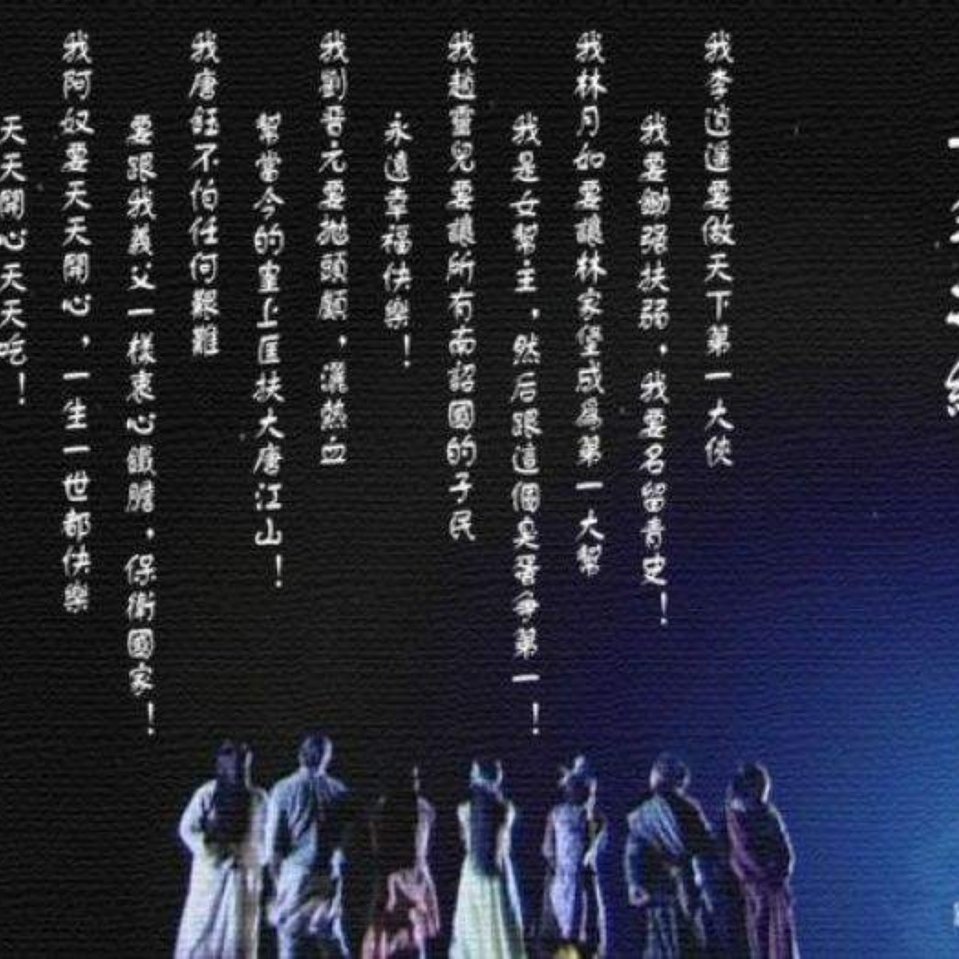 我李逍遥要做天下第一大俠
我要鋤强扶弱，我要名留青史！
我林月如要讓林家堡成為第一大幫
我是女幫主，然后跟這個臭蛋爭第一！
我趙靈兒要讓所有南詔國的子民
永遠幸福快樂！
我劉晉元要抛頭顱，灑熱血
幫當今的皇上匡扶大唐江山！
我唐鈺不怕任何艱難
要跟我義父一樣衷心鐵膽，保衛國家！
我阿奴要天天開心，一生一世都快樂
天天開心天天吃！